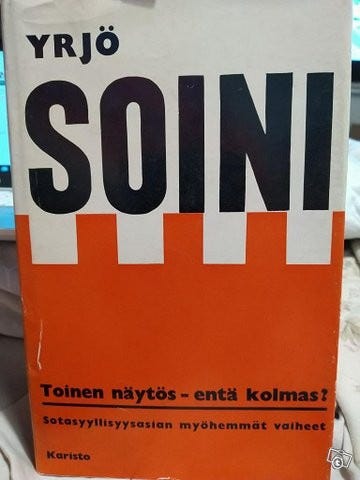 YRJÖ
SOINI
Toinen näytös - entä kolmas?
Sotasyyllisyysasian myöhemmät vaiheet
Karisto